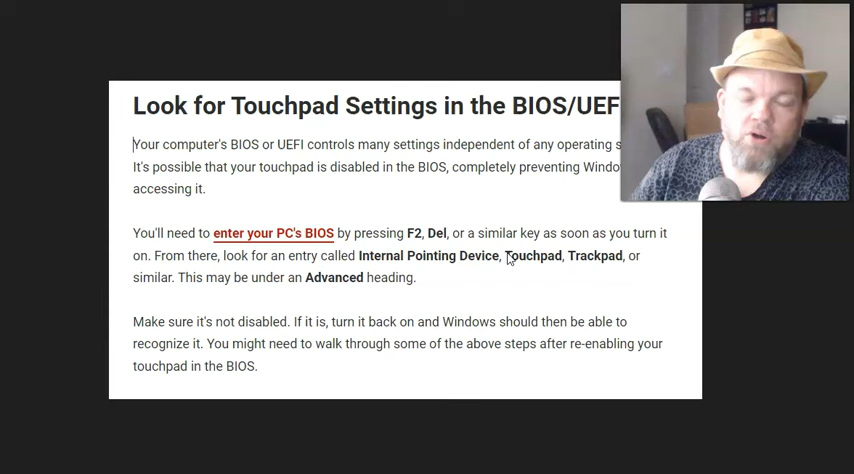 Look for Touchpad Settings in the BIOS/UEF
Your computer's BIOS or UEFI controls many settings independent of any operating s
It's possible that your touchpad is disabled in the BIOS, completely preventing Windo
accessing it.
You'll need to enter your PC's BIOS by pressing F2, Del, or a similar key as soon as you turn it
on. From there, look for an entry called Internal Pointing Device, Touchpad, Trackpad, or
similar. This may be under an Advanced heading.
Make sure it's not disabled. If it is, turn it back on and Windows should then be able to
recognize it. You might need to walk through some of the above steps after re-enabling your
touchpad in the BIOS.